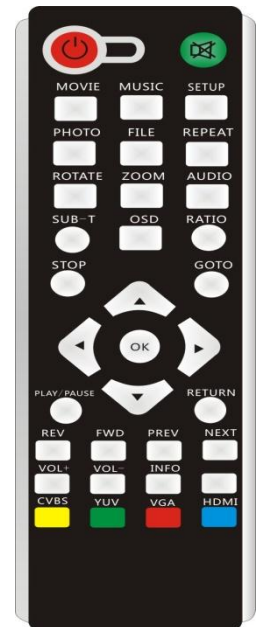 MOVIE MUSIC SETUP
PHOTO FILE REPEAT
ROTATE ZOOM AUDIO
SUB-T OSD RATIO
STOP GOTO
OK
PLAY/PAUSE RETURN
REV FWD PREV NEXT
VOL+ VOL- INFO
CVBS YUV VGA HDMI